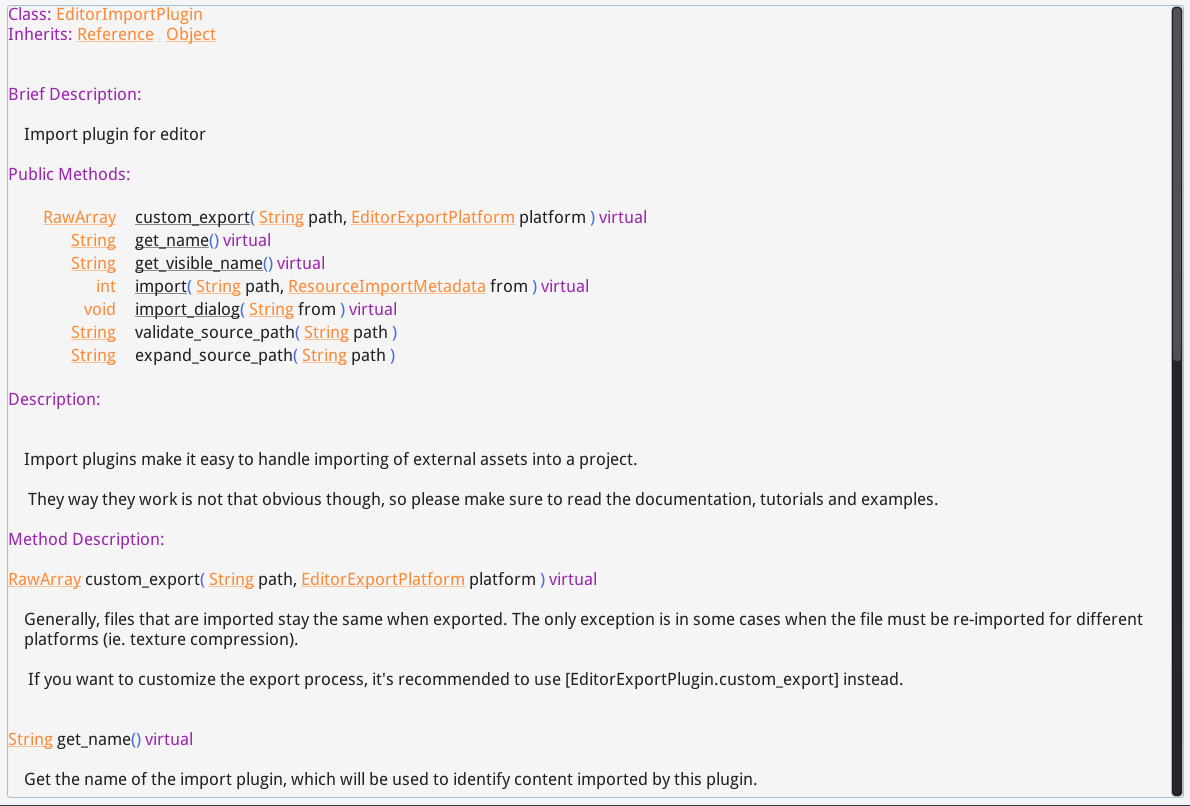 Class: EditorImportPlugin
Inherits: Reference , Object
Brief Description:
Import plugin for editor
Public Methods:
RawArray custom_export( String path, EditorExportPlatform platform ) virtual
String get_name() virtual
String get_visible_name() virtual
int import( String path, ResourceImportMetadata from ) virtual
void import_dialog( String from ) virtual
String validate_source_path( String path )
String expand_source_path( String path )
Description:
Import plugins make it easy to handle importing of external assets into a project.
They way they work is not that obvious though, so please make sure to read the documentation, tutorials and examples.
Method Description:
RawArray custom_export( String path, EditorExportPlatform platform ) virtual
Generally, files that are imported stay the same when exported. The only exception is in some cases when the file must be re-imported for different
platforms (ie. texture compression).
If you want to customize the export process, it's recommended to use [EditorExportPlugin.custom_export] instead.
String get_name() virtual
Get the name of the import plugin, which will be used to identify content imported by this plugin.